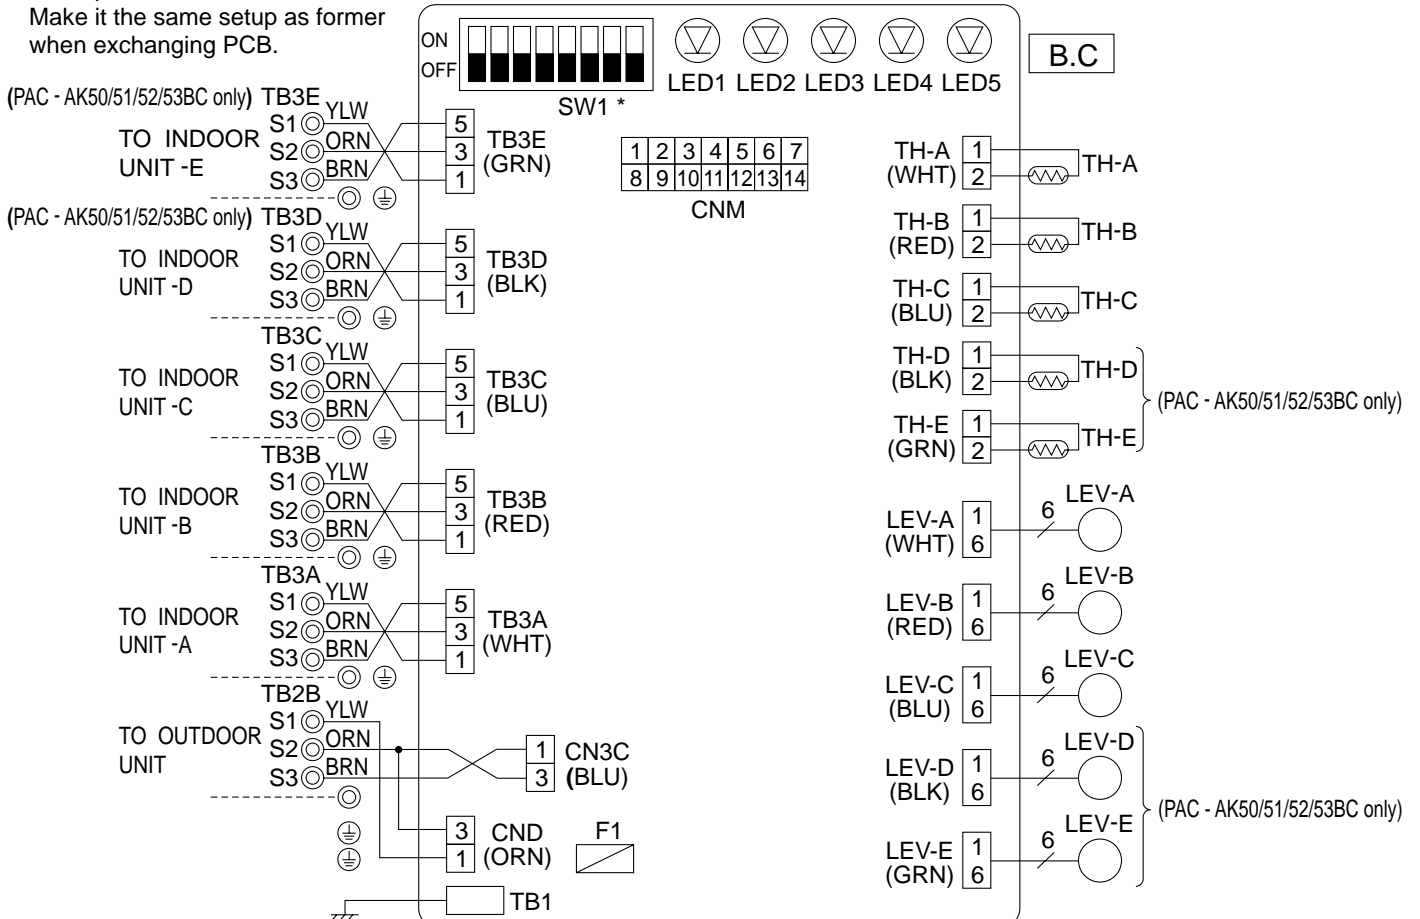 Make it the same setup as former
when exchanging PCB.
ON
OFF
SW1 *
LED1 LED2 LED3 LED4 LED5
B.C
1 2 3 4 5 6 7
8 9 10 11 12 13 14
CNM
(PAC - AK50/51/52/53BC only) TB3E
TO INDOOR
UNIT -E
S1 YLW
S2 ORN
S3 BRN
5
3
1
TB3E
(GRN)
(PAC - AK50/51/52/53BC only) TB3D
TO INDOOR
UNIT -D
S1 YLW
S2 ORN
S3 BRN
5
3
1
TB3D
(BLK)
TB3C
TO INDOOR
UNIT -C
S1 YLW
S2 ORN
S3 BRN
5
3
1
TB3C
(BLU)
TB3B
TO INDOOR
UNIT -B
S1 YLW
S2 ORN
S3 BRN
5
3
1
TB3B
(RED)
TB3A
TO INDOOR
UNIT -A
S1 YLW
S2 ORN
S3 BRN
5
3
1
TB3A
(WHT)
TB2B
TO OUTDOOR
UNIT
S1 YLW
S2 ORN
S3 BRN
1
3
CN3C
(BLU)
3
1
CND
(ORN)
F1
TB1
TH-A
(WHT)
1
2
TH-A
TH-B
(RED)
1
2
TH-B
TH-C
(BLU)
1
2
TH-C
TH-D
(BLK)
1
2
TH-D
TH-E
(GRN)
1
2
TH-E
(PAC - AK50/51/52/53BC only)
LEV-A
(WHT)
1
6
6
LEV-A
LEV-B
(RED)
1
6
6
LEV-B
LEV-C
(BLU)
1
6
6
LEV-C
LEV-D
(BLK)
1
6
6
LEV-D
LEV-E
(GRN)
1
6
6
LEV-E
(PAC - AK50/51/52/53BC only)